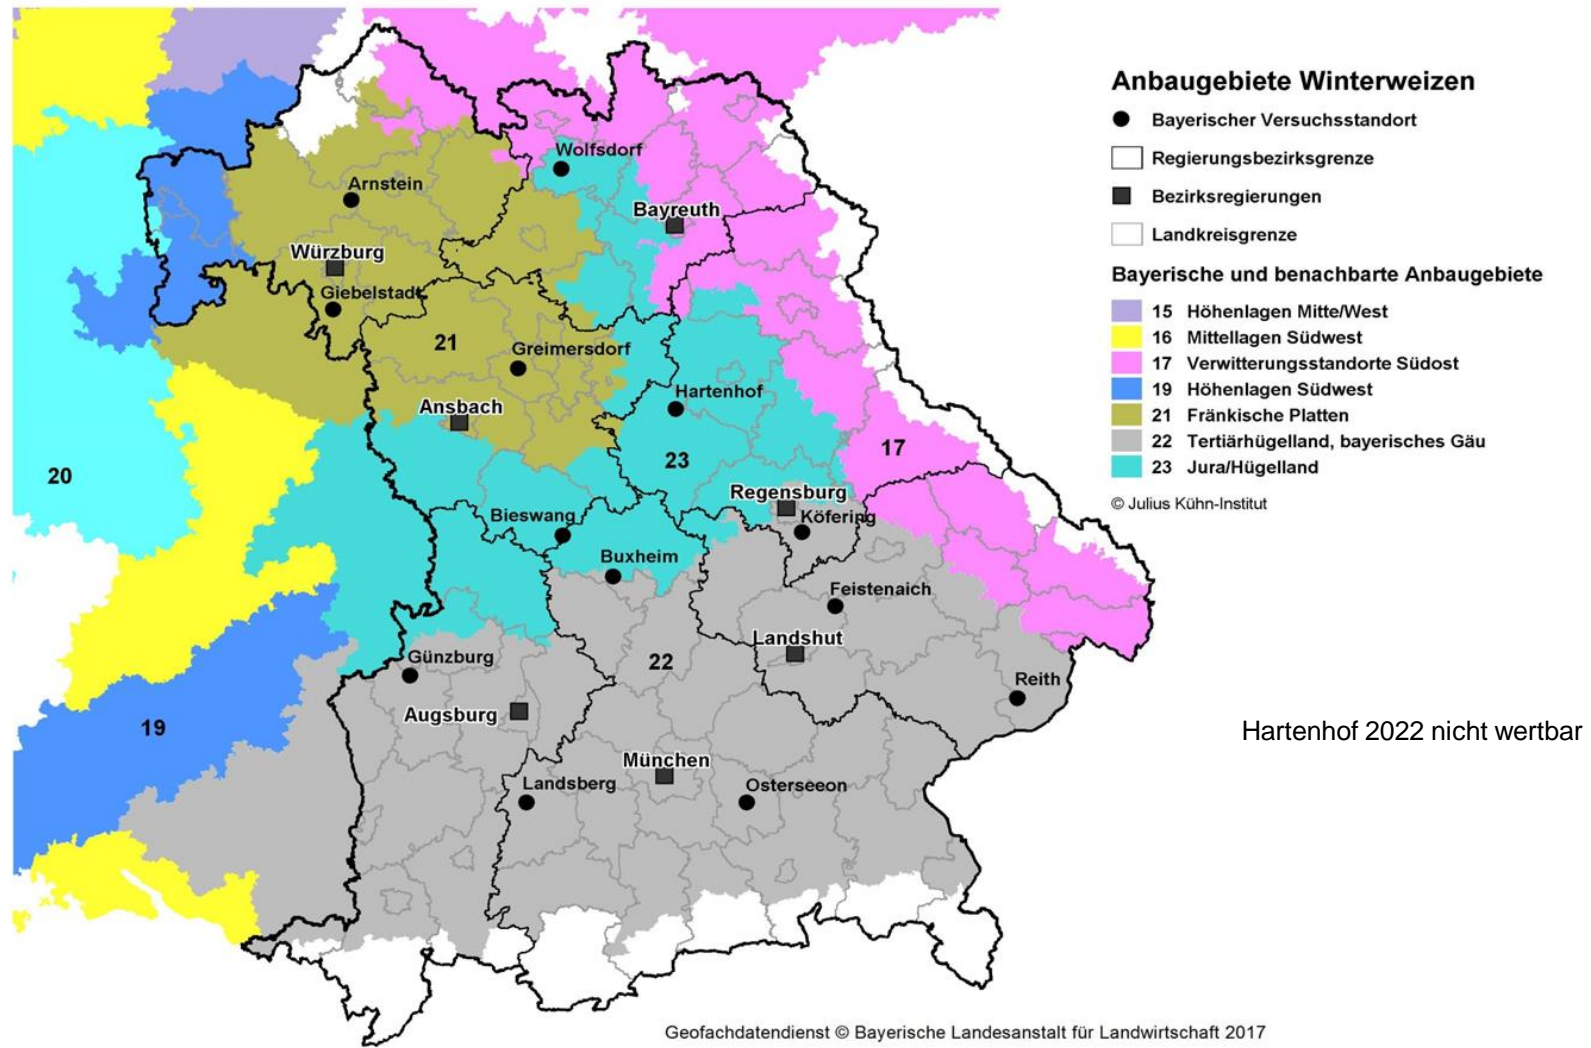 Anbaugebiete Winterweizen
Bayerischer Versuchsstandort
Regierungsbezirksgrenze
Bezirksregierungen
Landkreisgrenze
Bayerische und benachbarte Anbaugebiete
15 Höhenlagen Mitte/West
16 Mittellagen Südwest
17 Verwitterungsstandorte Südost
19 Höhenlagen Südwest
21 Fränkische Platten
22 Tertiärhügelland, bayerisches Gäu
23 Jura/Hügelland
© Julius Kühn-Institut
Wolfsdorf
Arnstein
Bayreuth
Würzburg
Giebelstadt
21
Greimersdorf
Hartenhof
Ansbach
17
23
20
Regensburg
Bieswang
Köfering
Buxheim
Feistenaich
Landshut
Günzburg
22
Reith
Augsburg
19
München
Landsberg
Osterseeon
Hartenhof 2022 nicht wertbar
Geofachdatendienst © Bayerische Landesanstalt für Landwirtschaft 2017